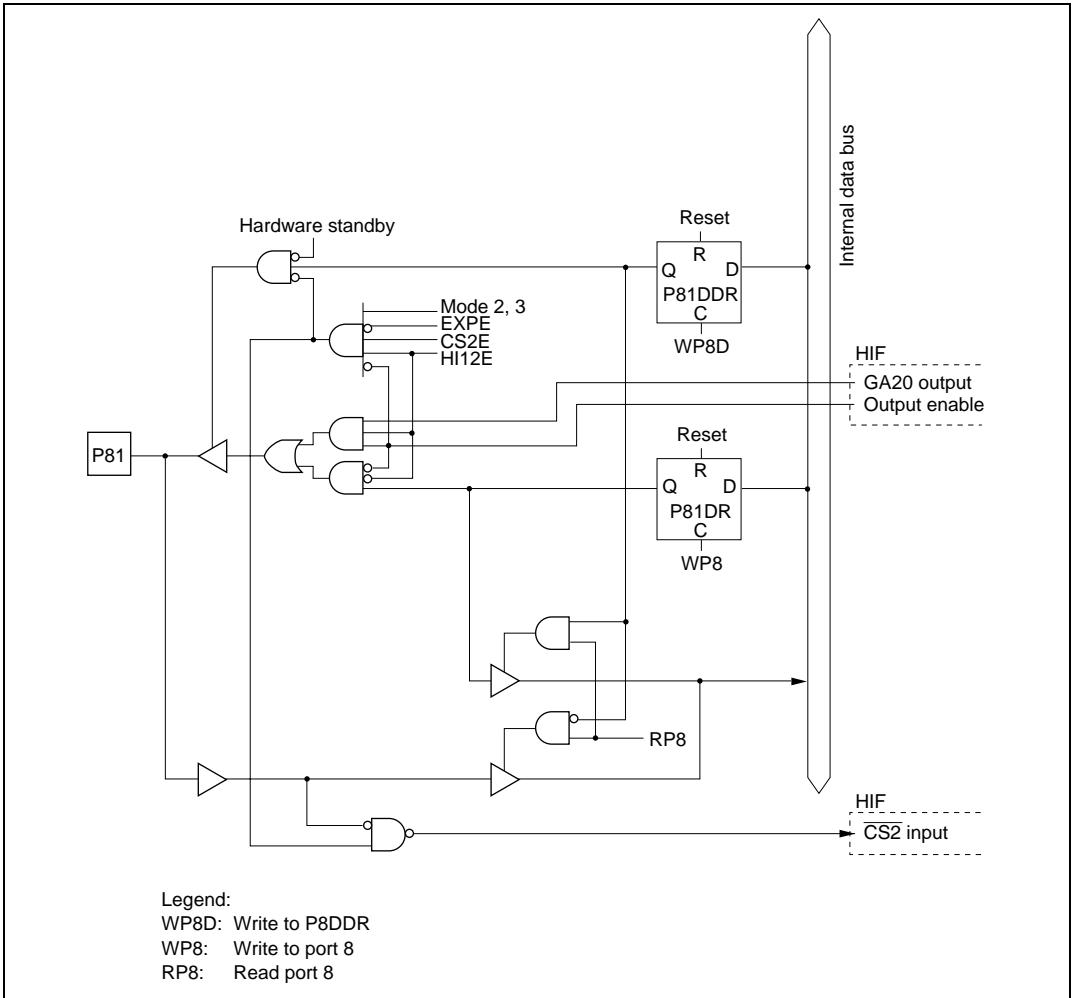 Hardware standby
Reset
R
Q D
P81DDR
C
WP8D
Internal data bus
Mode 2, 3
EXPE
CS2E
HI12E
HIF
GA20 output
Output enable
Reset
P81
R
Q D
P81DR
C
WP8
RP8
HIF
CS2 input
Legend:
WP8D: Write to P8DDR
WP8: Write to port 8
RP8: Read port 8